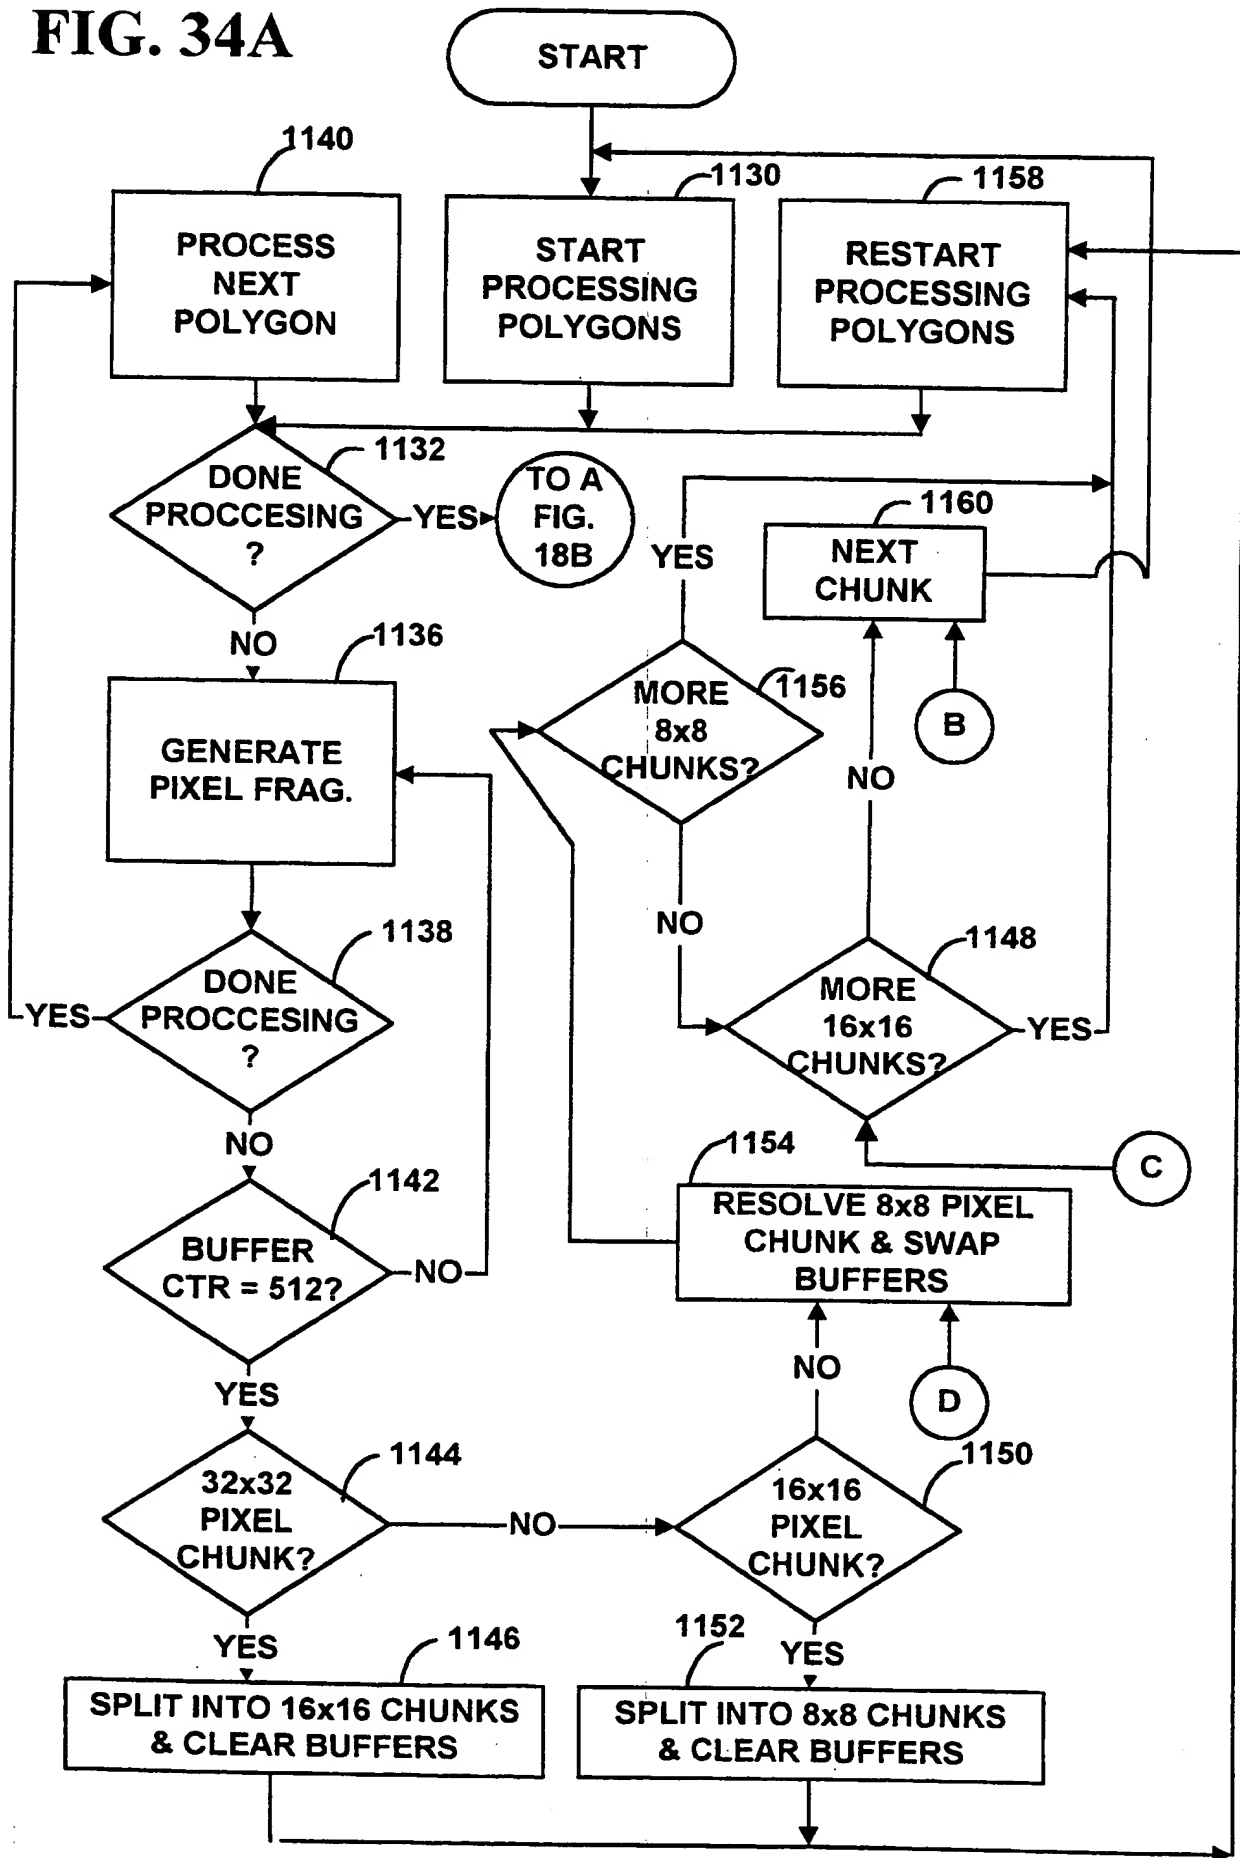 FIG. 34A
START
1140
1130
1158
PROCESS
NEXT
POLYGON
START
PROCESSING
POLYGONS
RESTART
PROCESSING
POLYGONS
1132
DONE
PROCCESING
?
YES
TO A
FIG.
18B
NO
1160
NEXT
CHUNK
YES
1136
GENERATE
PIXEL FRAG.
1156
MORE
8x8
CHUNKS?
B
NO
NO
1138
DONE
PROCCESING
?
YES
1148
MORE
16x16
CHUNKS?
YES
NO
C
1142
BUFFER
CTR = 512?
NO
1154
RESOLVE 8x8 PIXEL
CHUNK & SWAP
BUFFERS
YES
NO
D
1144
32x32
PIXEL
CHUNK?
NO
1150
16x16
PIXEL
CHUNK?
YES
1146
1152
YES
SPLIT INTO 16x16 CHUNKS
& CLEAR BUFFERS
SPLIT INTO 8x8 CHUNKS
& CLEAR BUFFERS